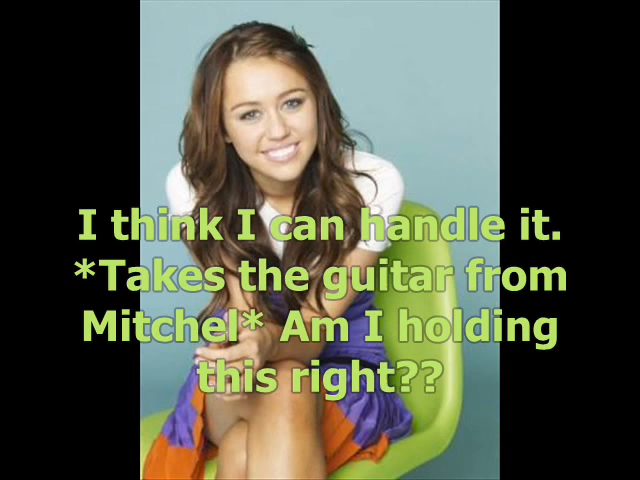 I think I can handle it.
*Takes the guitar from
Mitchel* Am I holding
this right??